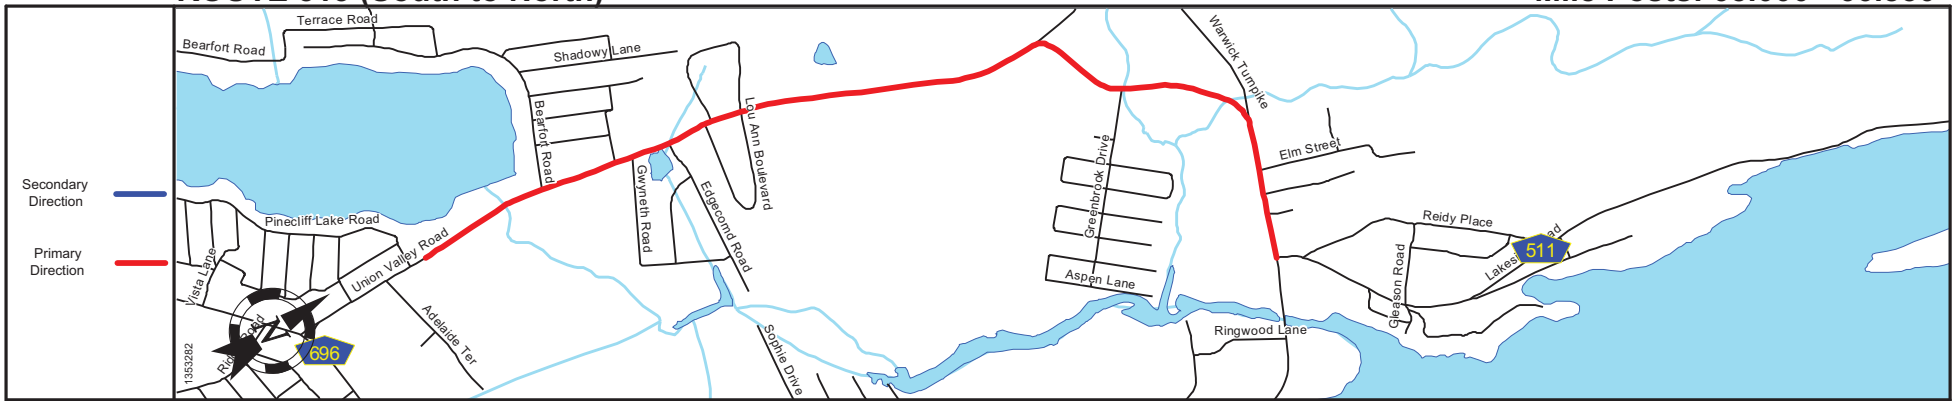 Secondary
Direction
Primary
Direction
Terrace Road
Bearfort Road
Shadowy Lane
Bearfort Road
Lou Ann Boulevard
Warwick Turnpike
Elm Street
Greenbrook Drive
Gwyneth Road
Edgecomd Road
Pinecliff Lake Road
Union Valley Road
Vista Lane
Reidy Place
511
Gleason Road
Aspen Lane
Ringwood Lane
Adelaide Ter
Sophie Drive
N
696
1353282